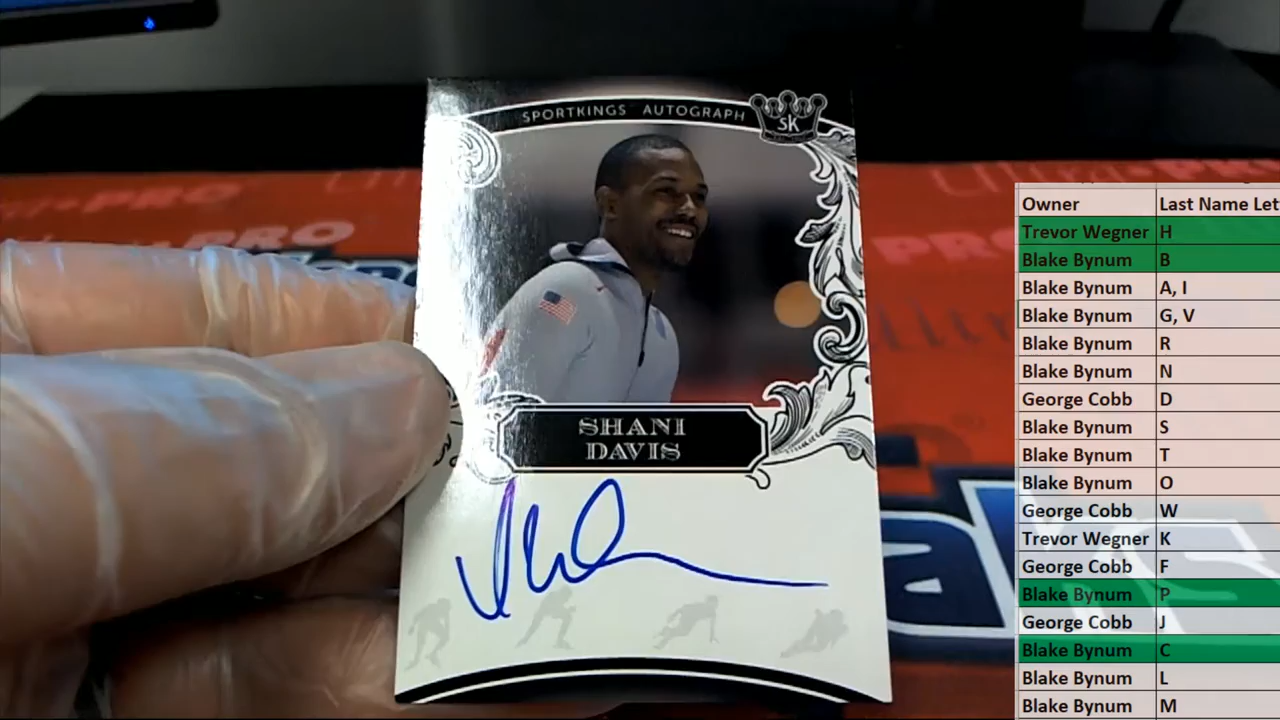 SPORTKINGS AUTOGRAPH
SK
SHANI
DAVIS
PRO
PRO
Owner Last Name Let
Trevor Wegner H
Blake Bynum B
Blake Bynum A, I
Blake Bynum G, V
Blake Bynum R
Blake Bynum N
George Cobb D
Blake Bynum S
Blake Bynum T
Blake Bynum O
George Cobb W
Trevor Wegner K
George Cobb F
Blake Bynum P
George Cobb J
Blake Bynum C
Blake Bynum L
Blake Bynum M